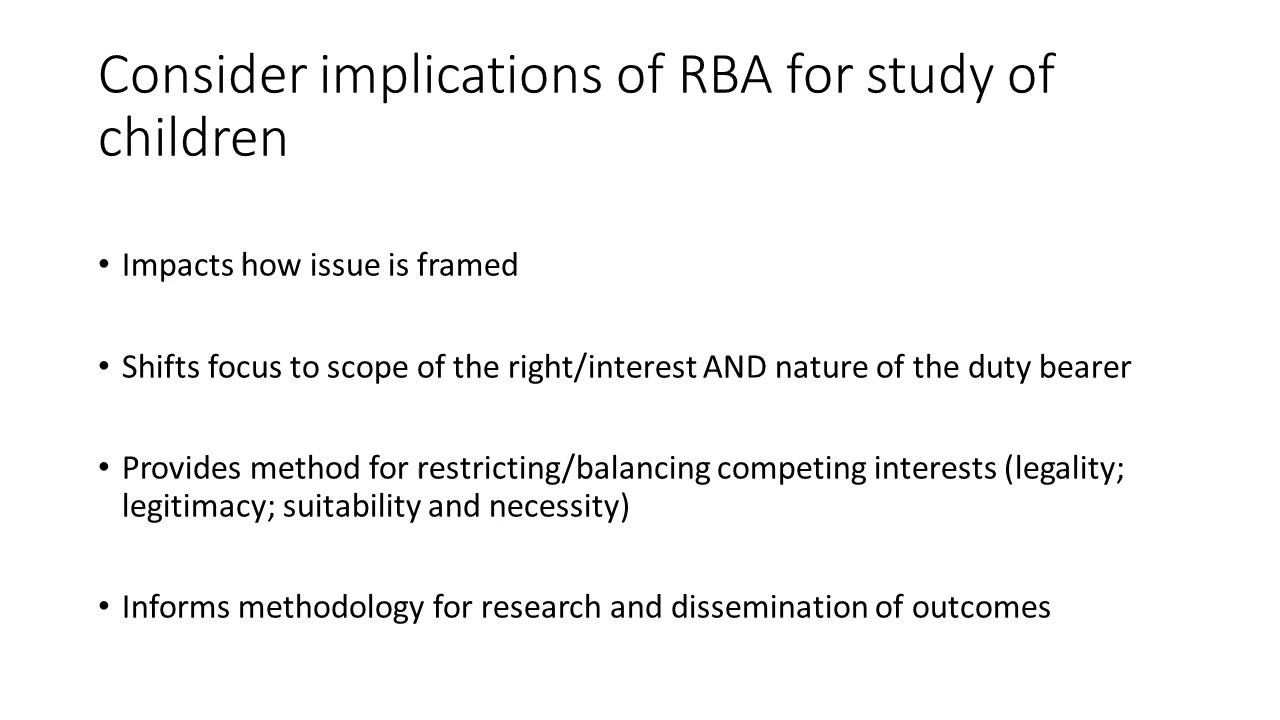 Consider implications of RBA for study of
children
• Impacts how issue is framed
• Shifts focus to scope of the right/interest AND nature of the duty bearer
• Provides method for restricting/balancing competing interests (legality;
legitimacy; suitability and necessity)
• Informs methodology for research and dissemination of outcomes